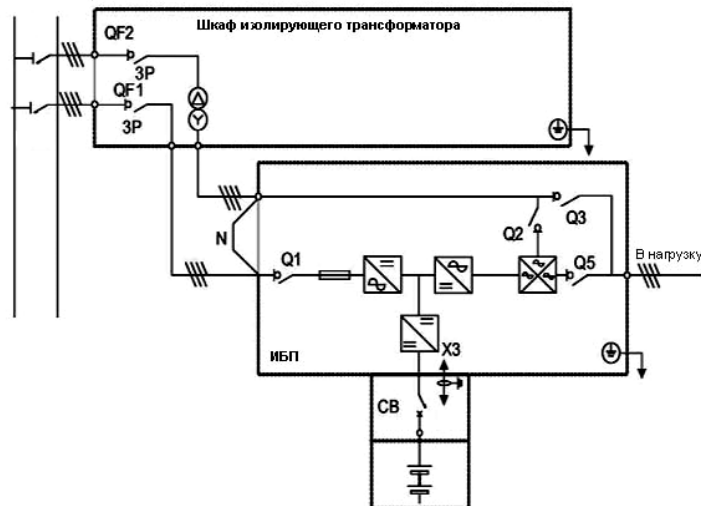 Шкаф изолирующего трансформатора
QF2
3P
QF1
3P
N
Q1
Q2
Q3
Q5
В нагрузку
X3
ИБП
CB